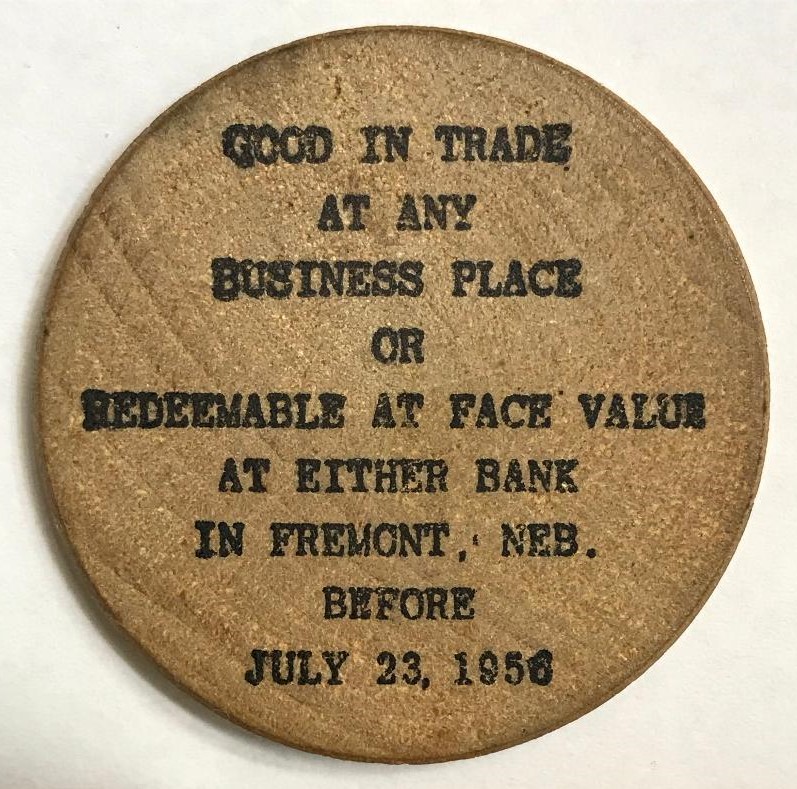 GOOD IN TRADE
AT ANY
BUSINESS PLACE
OR
REDEEMABLE AT FACE VALUE
AT EITHER BANK
IN FREMONT, NEB.
BEFORE
JULY 23, 1956